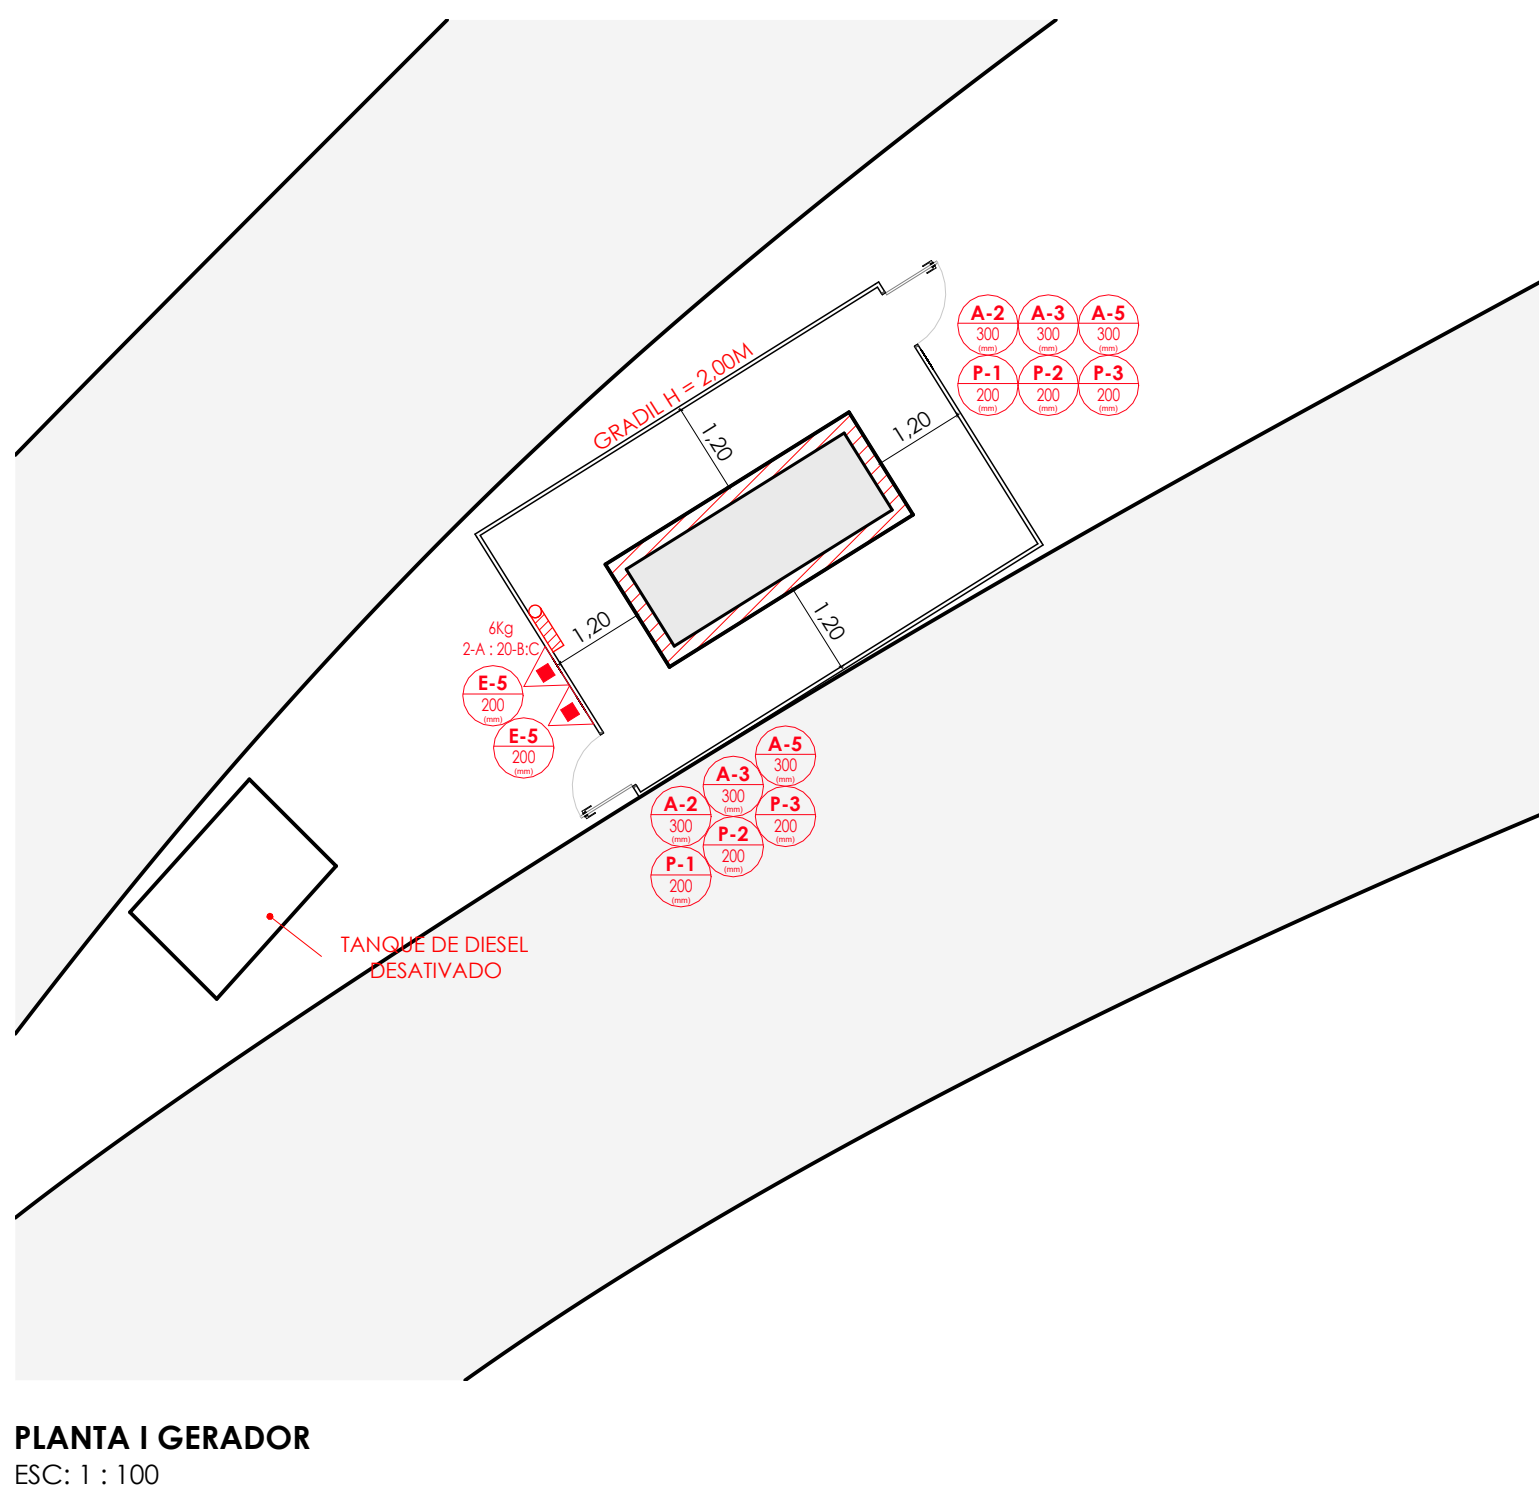 GRADIL H = 2,00M
A-2
300
(mm)
A-3
300
(mm)
A-5
300
(mm)
P-1
200
(mm)
P-2
200
(mm)
P-3
200
(mm)
1,20
1,20
1,20
1,20
6Kg
2-A : 20-B:C
E-5
200
(mm)
E-5
200
(mm)
A-5
300
(mm)
A-3
300
(mm)
A-2
300
(mm)
P-3
200
(mm)
P-2
200
(mm)
P-1
200
(mm)
TANQUE DE DIESEL
DESATIVADO
PLANTA I GERADOR
ESC: 1 : 100